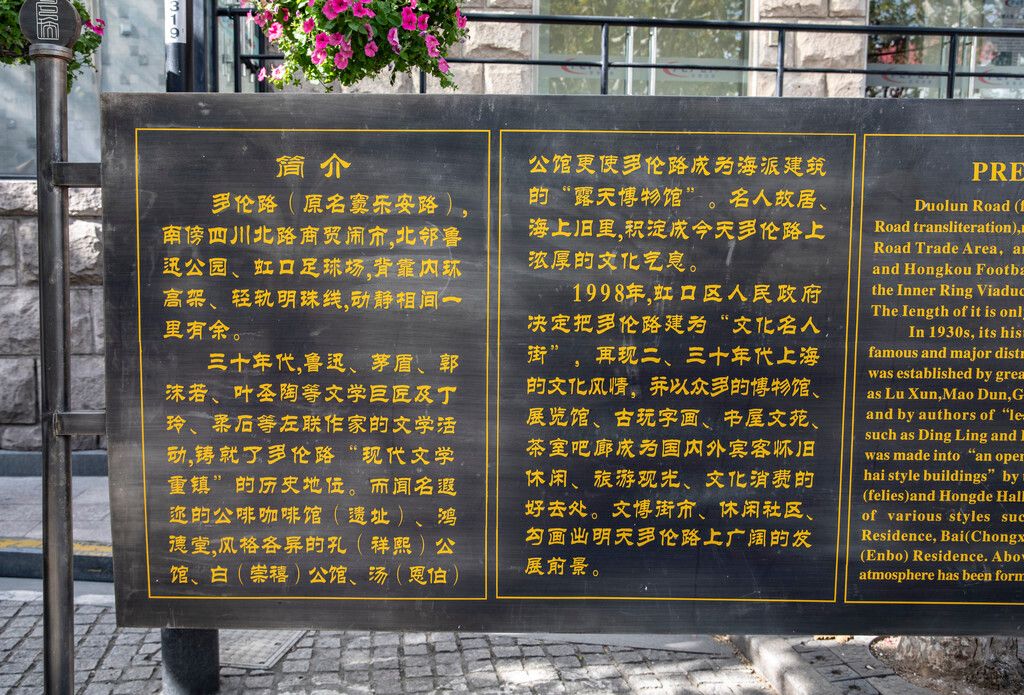 319
简介
多伦路（原名窦乐安路），
南傍四川北路商贸闹市,北邻鲁
迅公园、虹口足球场,背靠内环
高架、轻轨明珠线,动静相间一
里有余。
三十年代,鲁迅、茅盾、郭
沫若、叶圣陶等文学巨匠及丁
玲、柔石等左联作家的文学活
动,铸就了多伦路“现代文学
重镇”的历史地位。而闻名遐
迩的公啡咖啡馆（遗址）、鸿
德堂,风格各异的孔（祥熙）公
馆、白（崇禧）公馆、汤（恩伯）
公馆更使多伦路成为海派建筑
的“露天博物馆”。名人故居、
海上旧里,积淀成今天多伦路上
浓厚的文化气息。
1998年,虹口区人民政府
决定把多伦路建为“文化名人
街”，再现二、三十年代上海
的文化风情，并以众多的博物馆、
展览馆、古玩字画、书屋文苑、
茶室吧廊成为国内外宾客怀旧
休闲、旅游观光、文化消费的
好去处。文博街市、休闲社区、
勾画出明天多伦路上广阔的发
展前景。
PRE
Duolun Road (f
Road transliteration),
Road Trade Area, a
and Hongkou Footba
the Inner Ring Viaduc
The length of it is onl
In 1930s, its his
famous and major distr
was established by grea
as Lu Xun,Mao Dun,G
and by authors of “le
such as Ding Ling and
was made into “an ope
hai style buildings” by
(felies)and Hongde Hall
of various styles suc
Residence, Bai(Chongx
(Enbo) Residence. Abov
atmosphere has been form